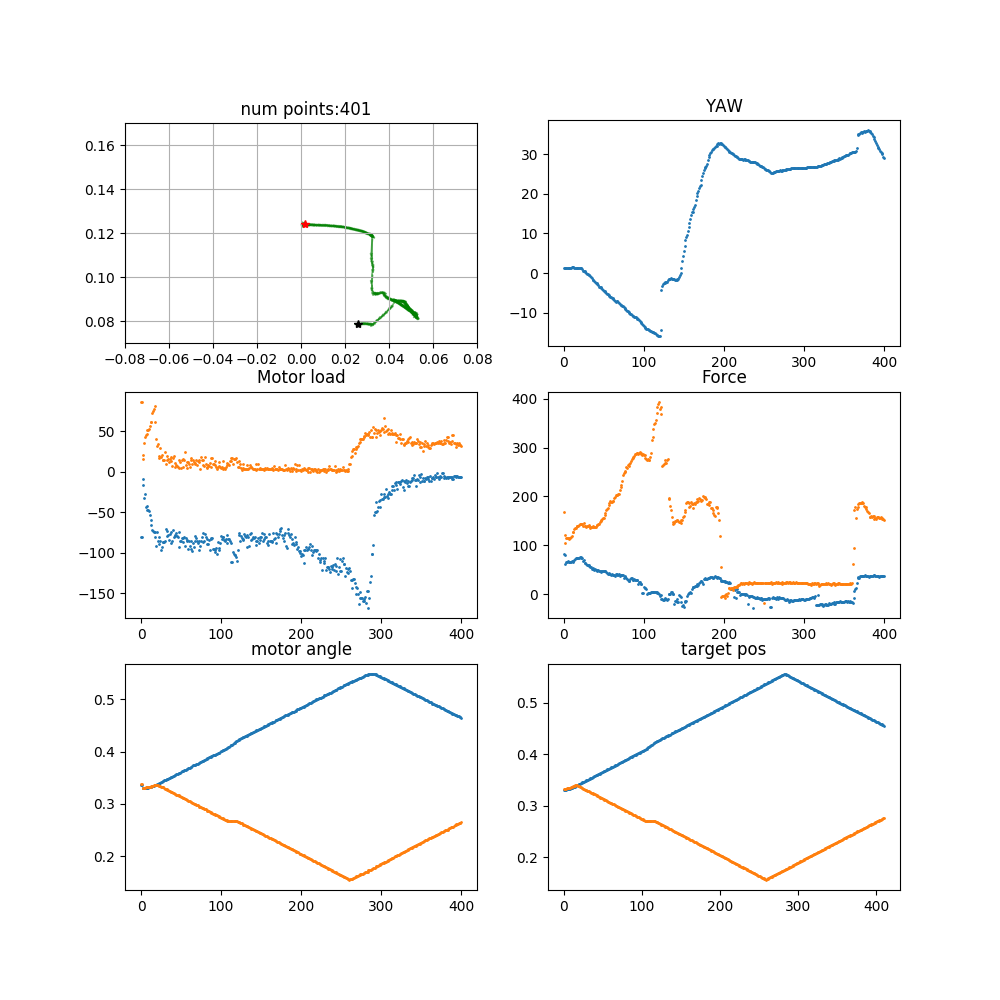 num points:401
YAW
0.16
0.14
0.12
0.10
0.08
−0.08 −0.06 −0.04 −0.02 0.00 0.02 0.04 0.06 0.08
30
20
10
0
−10
0 100 200 300 400
Motor load
Force
50
0
−50
−100
−150
0 100 200 300 400
400
300
200
100
0
0 100 200 300 400
motor angle
target pos
0.5
0.4
0.3
0.2
0 100 200 300 400
0.5
0.4
0.3
0.2
0 100 200 300 400